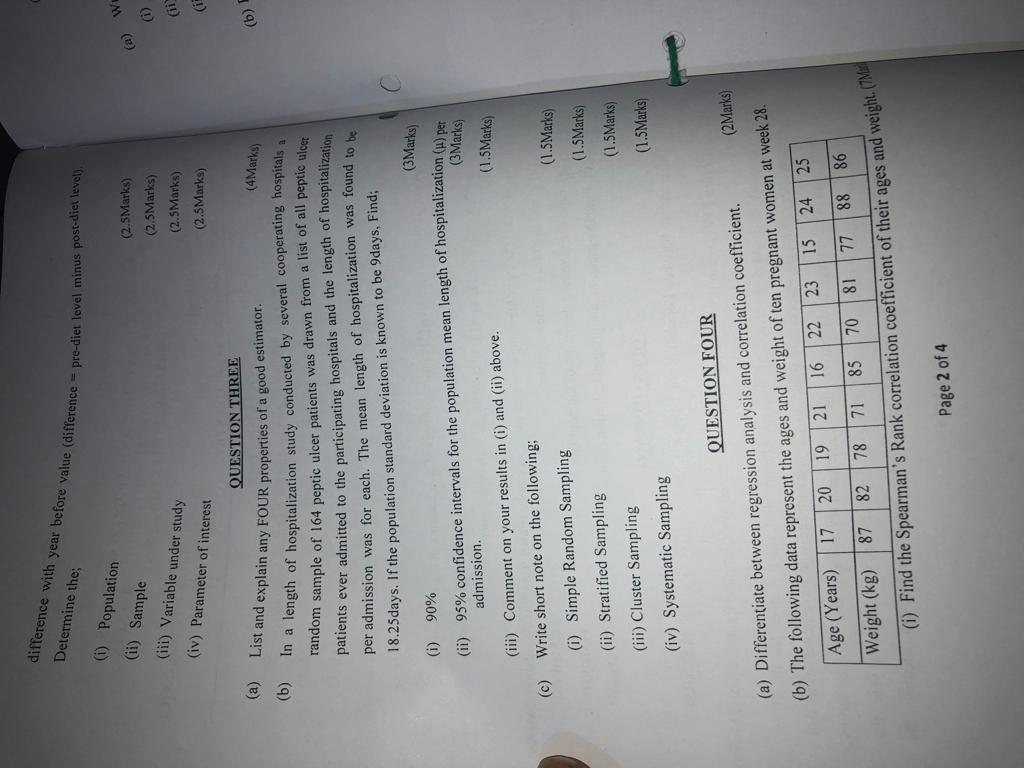 difference with year before value (difference = pre-diet level minus post-diet level).
Determine the;
(i) Population (2.5Marks)
(ii) Sample (2.5Marks)
(iii) Variable under study (2.5Marks)
(iv) Parameter of interest (2.5Marks)
QUESTION THREE
(a) List and explain any FOUR properties of a good estimator. (4Marks)
(b) In a length of hospitalization study conducted by several cooperating hospitals a
random sample of 164 peptic ulcer patients was drawn from a list of all peptic ulcer
patients ever admitted to the participating hospitals and the length of hospitalization
per admission was for each. The mean length of hospitalization was found to be
18.25days. If the population standard deviation is known to be 9days, Find;
(i) 90% (3Marks)
(ii) 95% confidence intervals for the population mean length of hospitalization (μ) per
admission. (3Marks)
(iii) Comment on your results in (i) and (ii) above. (1.5Marks)
(c) Write short note on the following;
(i) Simple Random Sampling (1.5Marks)
(ii) Stratified Sampling (1.5Marks)
(iii) Cluster Sampling (1.5Marks)
(iv) Systematic Sampling (1.5Marks)
QUESTION FOUR
(a) Differentiate between regression analysis and correlation coefficient. (2Marks)
(b) The following data represent the ages and weight of ten pregnant women at week 28.
Age (Years) 17 20 19 21 16 22 23 15 24 25
Weight (kg) 87 82 78 71 85 70 81 77 88 86
(i) Find the Spearman's Rank correlation coefficient of their ages and weight.
Page 2 of 4
(a)
(i)
(b)